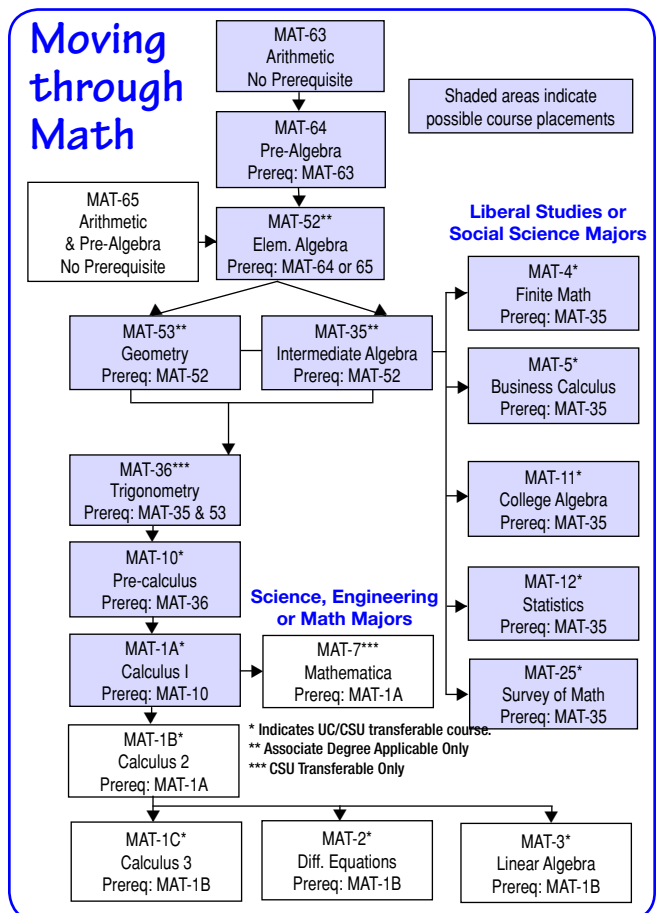 Moving
through
Math
MAT-63
Arithmetic
No Prerequisite
Shaded areas indicate
possible course placements
MAT-64
Pre-Algebra
Prereq: MAT-63
MAT-65
Arithmetic
& Pre-Algebra
No Prerequisite
MAT-52**
Elem. Algebra
Prereq: MAT-64 or 65
Liberal Studies or
Social Science Majors
MAT-4*
Finite Math
Prereq: MAT-35
MAT-53**
Geometry
Prereq: MAT-52
MAT-35**
Intermediate Algebra
Prereq: MAT-52
MAT-5*
Business Calculus
Prereq: MAT-35
MAT-36***
Trigonometry
Prereq: MAT-35 & 53
MAT-11*
College Algebra
Prereq: MAT-35
MAT-10*
Pre-calculus
Prereq: MAT-36
Science, Engineering
or Math Majors
MAT-12*
Statistics
Prereq: MAT-35
MAT-1A*
Calculus I
Prereq: MAT-10
MAT-7***
Mathematica
Prereq: MAT-1A
MAT-25*
Survey of Math
Prereq: MAT-35
* Indicates UC/CSU transferable course.
** Associate Degree Applicable Only
*** CSU Transferable Only
MAT-1B*
Calculus 2
Prereq: MAT-1A
MAT-1C*
Calculus 3
Prereq: MAT-1B
MAT-2*
Diff. Equations
Prereq: MAT-1B
MAT-3*
Linear Algebra
Prereq: MAT-1B